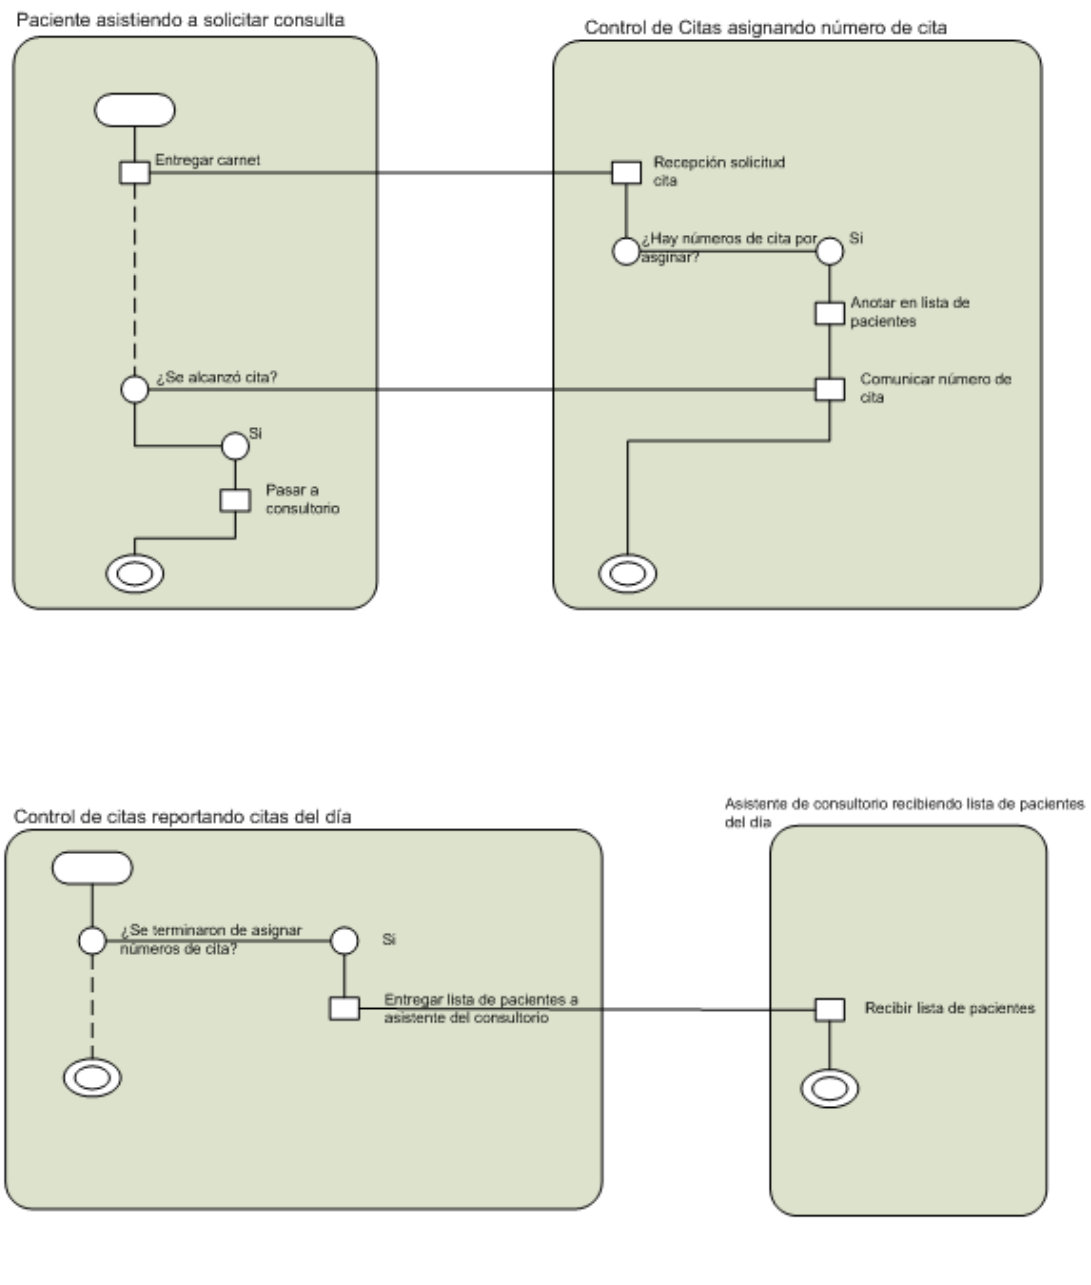 Paciente asistiendo a solicitar consulta
Control de Citas asignando número de cita
Entregar carnet
Recepción solicitud
cita
¿Hay números de cita por
asginar?
Si
Anotar en lista de
pacientes
¿Se alcanzó cita?
Comunicar número de
cita
Si
Pasar a
consultorio
Control de citas reportando citas del día
Asistente de consultorio recibiendo lista de pacientes
del día
¿Se terminaron de asignar
números de cita?
Si
Entregar lista de pacientes a
asistente del consultorio
Recibir lista de pacientes